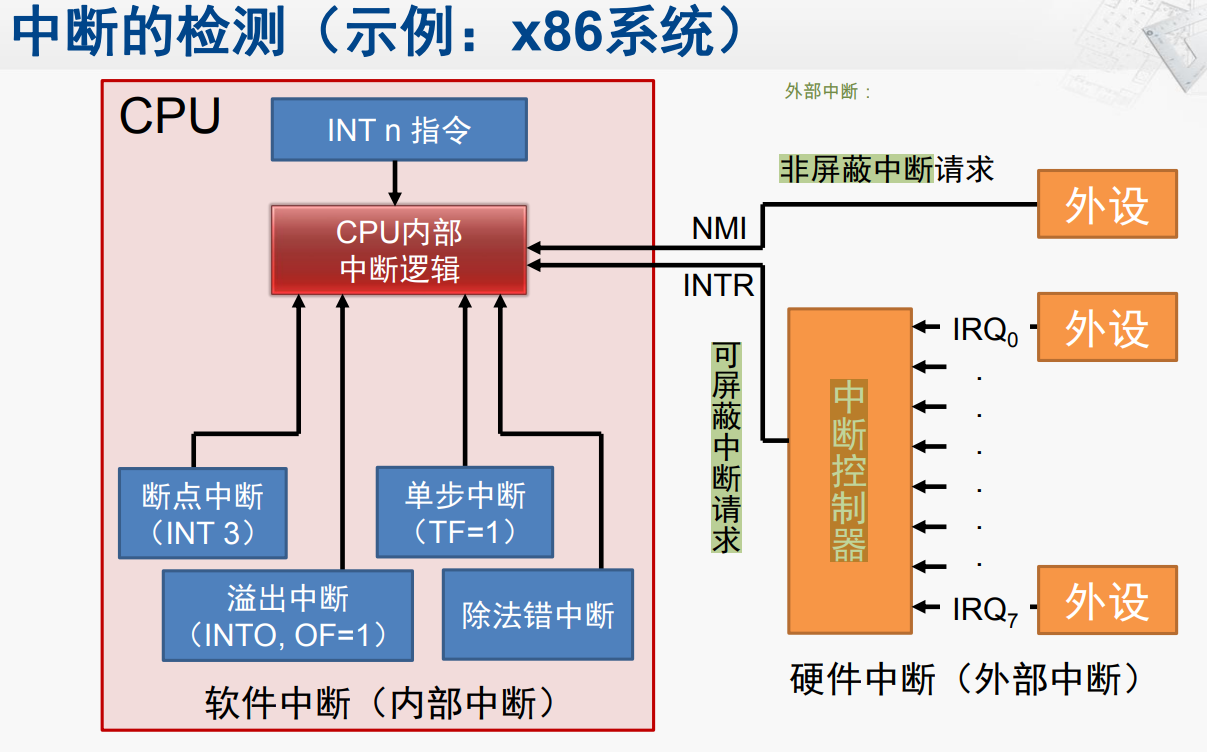 中断的检测（示例：x86系统）
CPU
INT n 指令
CPU内部
中断逻辑
断点中断
（INT 3）
单步中断
（TF=1）
溢出中断
（INTO, OF=1）
除法错中断
软件中断（内部中断）
外部中断：
非屏蔽中断请求
NMI
INTR
可屏蔽中断请求
中断控制器
外设
IRQ0
外设
.
.
.
.
.
.
IRQ7
外设
硬件中断（外部中断）